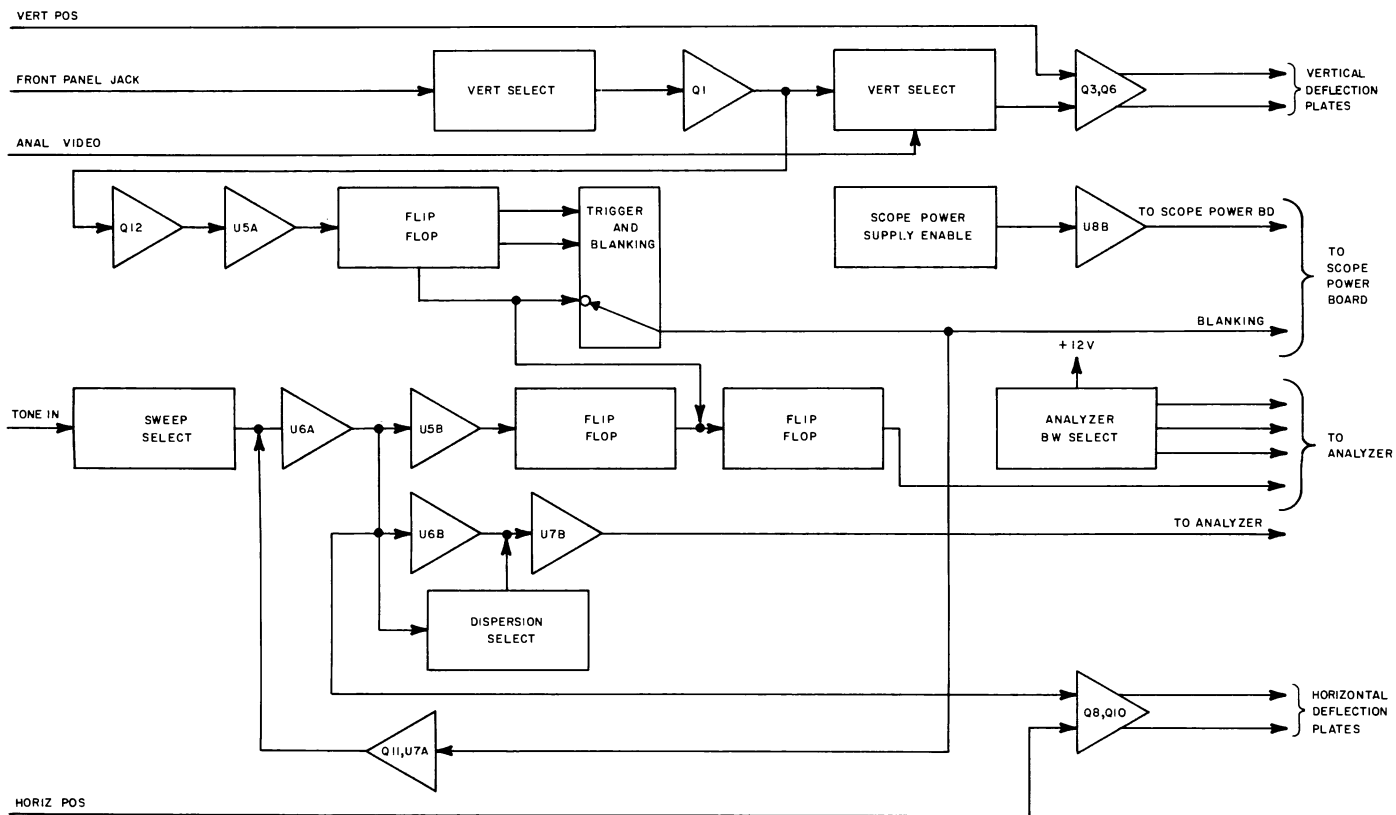 VERT POS
FRONT PANEL JACK
VERT SELECT
Q1
VERT SELECT
Q3,Q6
VERTICAL
DEFLECTION
PLATES
ANAL VIDEO
Q12
U5A
FLIP
FLOP
TRIGGER
AND
BLANKING
SCOPE POWER
SUPPLY ENABLE
U8B
TO SCOPE POWER BD
TO
SCOPE
POWER
BOARD
BLANKING
+12V
TONE IN
SWEEP
SELECT
U6A
U5B
FLIP
FLOP
FLIP
FLOP
ANALYZER
BW SELECT
TO
ANALYZER
U6B
U7B
TO ANALYZER
DISPERSION
SELECT
Q8,Q10
HORIZONTAL
DEFLECTION
PLATES
Q11,U7A
HORIZ POS